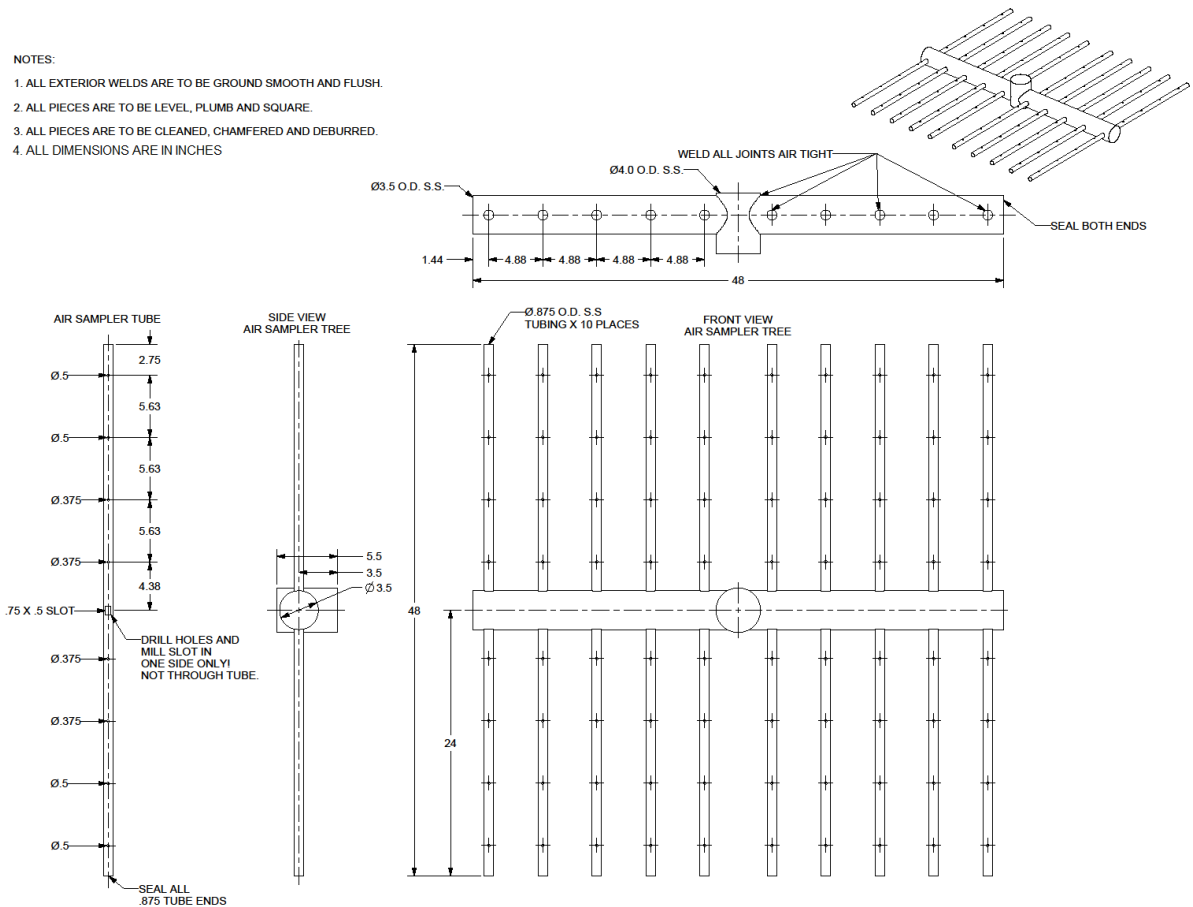 NOTES:
1. ALL EXTERIOR WELDS ARE TO BE GROUND SMOOTH AND FLUSH.
2. ALL PIECES ARE TO BE LEVEL, PLUMB AND SQUARE.
3. ALL PIECES ARE TO BE CLEANED, CHAMFERED AND DEBURRED.
4. ALL DIMENSIONS ARE IN INCHES
WELD ALL JOINTS AIR TIGHT
Ø4.0 O.D. S.S.
Ø3.5 O.D. S.S.
SEAL BOTH ENDS
1.44
4.88
4.88
4.88
4.88
48
AIR SAMPLER TUBE
2.75
Ø.5
5.63
Ø.5
5.63
Ø.375
5.63
Ø.375
4.38
.75 X .5 SLOT
DRILL HOLES AND
MILL SLOT IN
ONE SIDE ONLY!
NOT THROUGH TUBE.
Ø.375
Ø.375
Ø.5
Ø.5
SEAL ALL
.875 TUBE ENDS
SIDE VIEW
AIR SAMPLER TREE
5.5
3.5
Ø3.5
Ø.875 O.D. S.S
TUBING X 10 PLACES
FRONT VIEW
AIR SAMPLER TREE
48
24